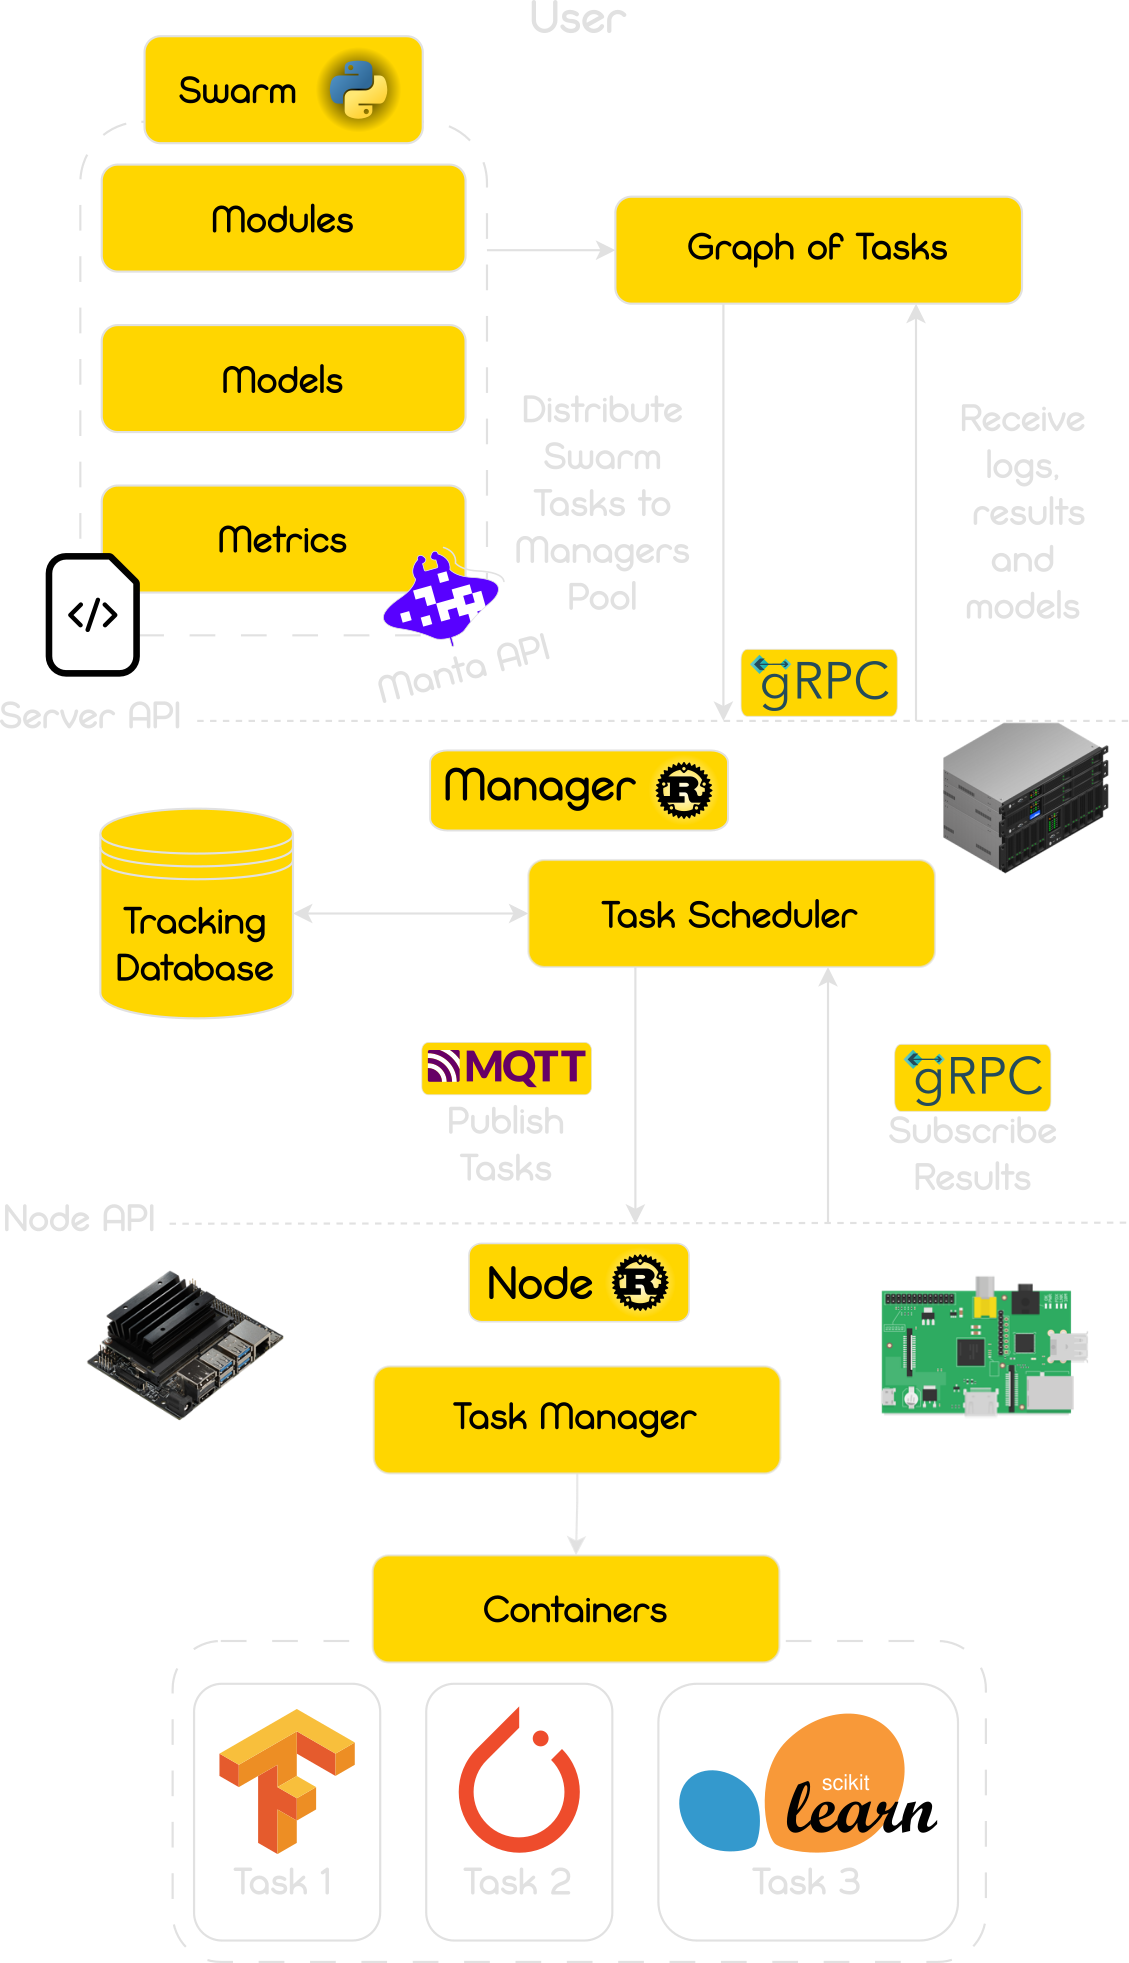 User
Swarm
Modules
Graph of Tasks
Models
Distribute
Swarm
Tasks to
Managers
Pool
Receive
logs,
results
and
models
Metrics
</>
Manta API
gRPC
Server API
Manager
R
Task Scheduler
Tracking
Database
MQTT
Publish
Tasks
gRPC
Subscribe
Results
Node API
Node
R
Task Manager
Containers
scikit
learn
Task 1
Task 2
Task 3